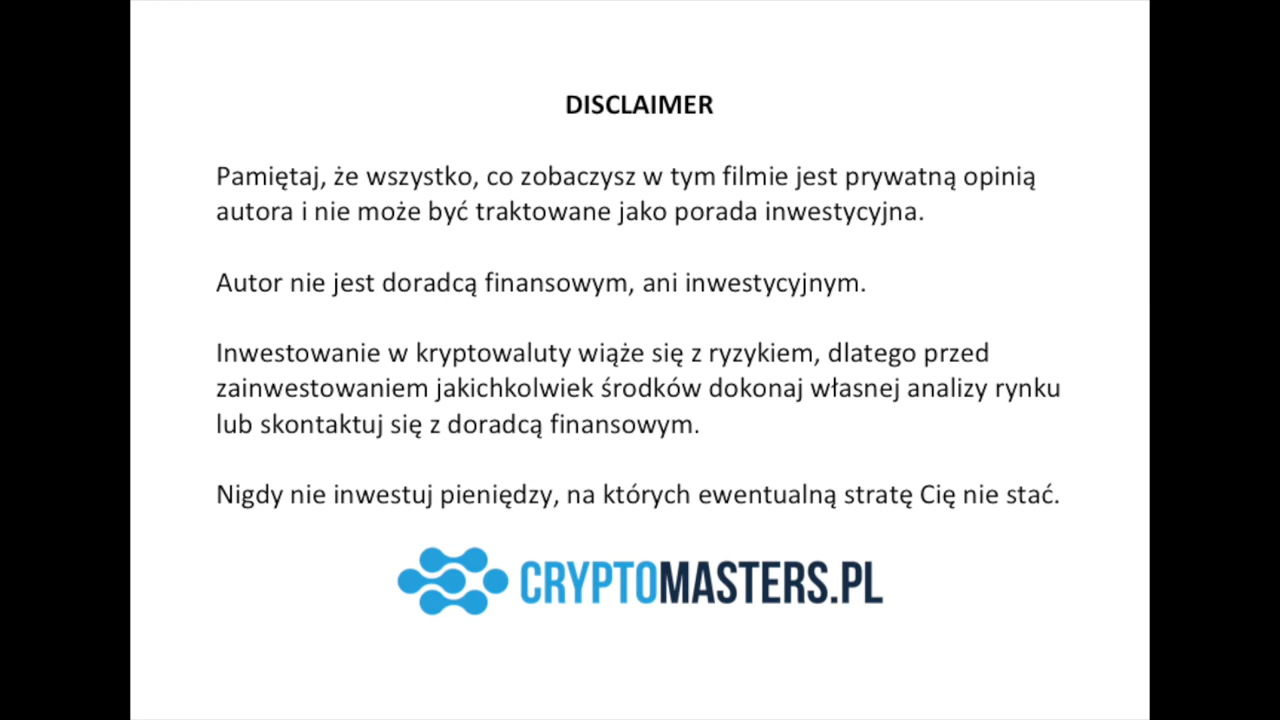 DISCLAIMER
Pamiętaj, że wszystko, co zobaczysz w tym filmie jest prywatną opinią
autora i nie może być traktowane jako porada inwestycyjna.
Autor nie jest doradcą finansowym, ani inwestycyjnym.
Inwestowanie w kryptowaluty wiąże się z ryzykiem, dlatego przed
zainwestowaniem jakichkolwiek środków dokonaj własnej analizy rynku
lub skontaktuj się z doradcą finansowym.
Nigdy nie inwestuj pieniędzy, na których ewentualną stratę Cię nie stać.
CRYPTOMASTERS.PL